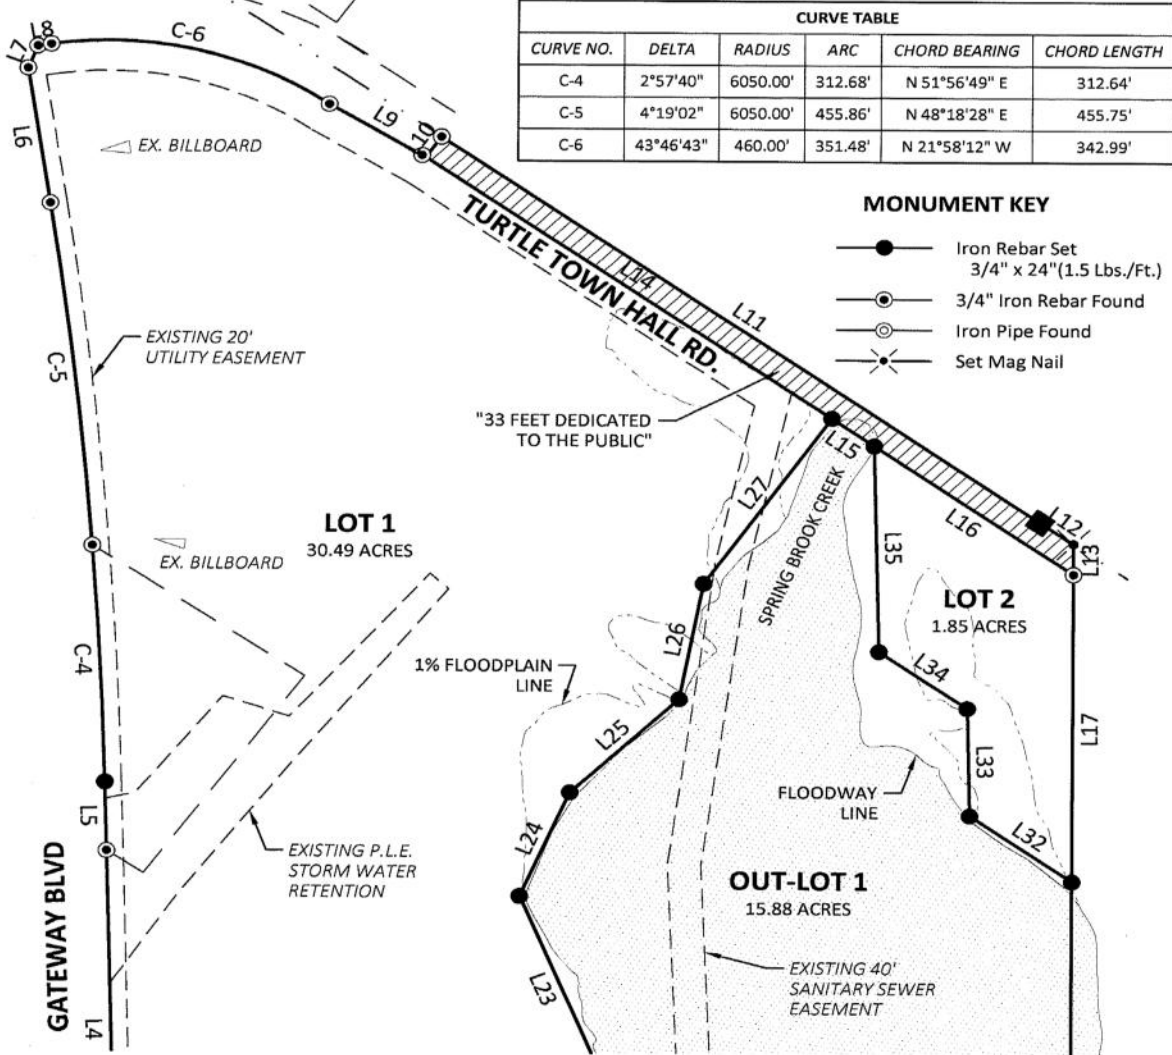 CURVE TABLE
CURVE NO. DELTA RADIUS ARC CHORD BEARING CHORD LENGTH
C-4 2°57'40" 6050.00' 312.68' N 51°56'49" E 312.64'
C-5 4°19'02" 6050.00' 455.86' N 48°18'28" E 455.75'
C-6 43°46'43" 460.00' 351.48' N 21°58'12" W 342.99'
MONUMENT KEY
Iron Rebar Set
3/4" x 24"(1.5 Lbs./Ft.)
3/4" Iron Rebar Found
Iron Pipe Found
Set Mag Nail
L7
L8
C-6
L9
L10
L6
EX. BILLBOARD
TURTLE TOWN HALL RD.
L14
L11
EXISTING 20'
UTILITY EASEMENT
C-5
"33 FEET DEDICATED
TO THE PUBLIC"
L15
L12
L13
L16
L27
SPRING BROOK CREEK
L35
LOT 1
30.49 ACRES
EX. BILLBOARD
LOT 2
1.85 ACRES
L26
C-4
1% FLOODPLAIN
LINE
L34
L25
L17
L33
FLOODWAY
LINE
L5
L24
L32
EXISTING P.L.E.
STORM WATER
RETENTION
OUT-LOT 1
15.88 ACRES
GATEWAY BLVD
L23
EXISTING 40'
SANITARY SEWER
EASEMENT
L4